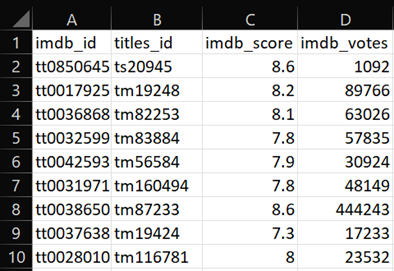 A B C D
1 imdb_id titles_id imdb_score imdb_votes
2 tt0850645 ts20945 8.6 1092
3 tt0017925 tm19248 8.2 89766
4 tt0036868 tm82253 8.1 63026
5 tt0032599 tm83884 7.8 57835
6 tt0042593 tm56584 7.9 30924
7 tt0031971 tm160494 7.8 48149
8 tt0038650 tm87233 8.6 444243
9 tt0037638 tm19424 7.3 17233
10 tt0028010 tm116781 8 23532